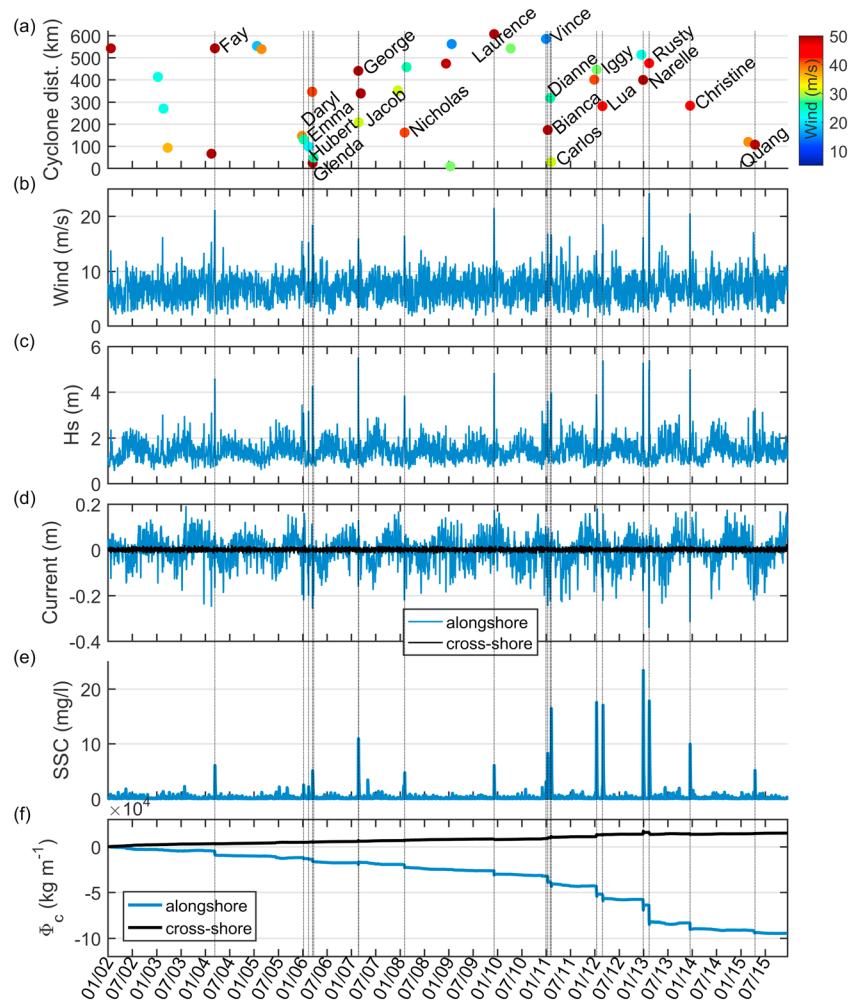 (a)
Cyclone dist. (km)
600
500
400
300
200
100
0
Fay
Daryl
Emma
Hubert
Glenda
George
Jacob
Nicholas
Laurence
Vince
Dianne
Bianca
Carlos
Iggy
Lua
Rusty
Narelle
Christine
Quang
50
40
30
20
10
Wind (m/s)
(b)
Wind (m/s)
20
10
0
(c)
Hs (m)
6
4
2
0
(d)
Current (m)
0.2
0
-0.2
-0.4
alongshore
cross-shore
(e)
SSC (mg/l)
20
10
0
(f)
×10⁴
Φc (kg m⁻¹)
0
-5
-10
alongshore
cross-shore
01/02
07/02
01/03
07/03
01/04
07/04
01/05
07/05
01/06
07/06
01/07
07/07
01/08
07/08
01/09
07/09
01/10
07/10
01/11
07/11
01/12
07/12
01/13
07/13
01/14
07/14
01/15
07/15